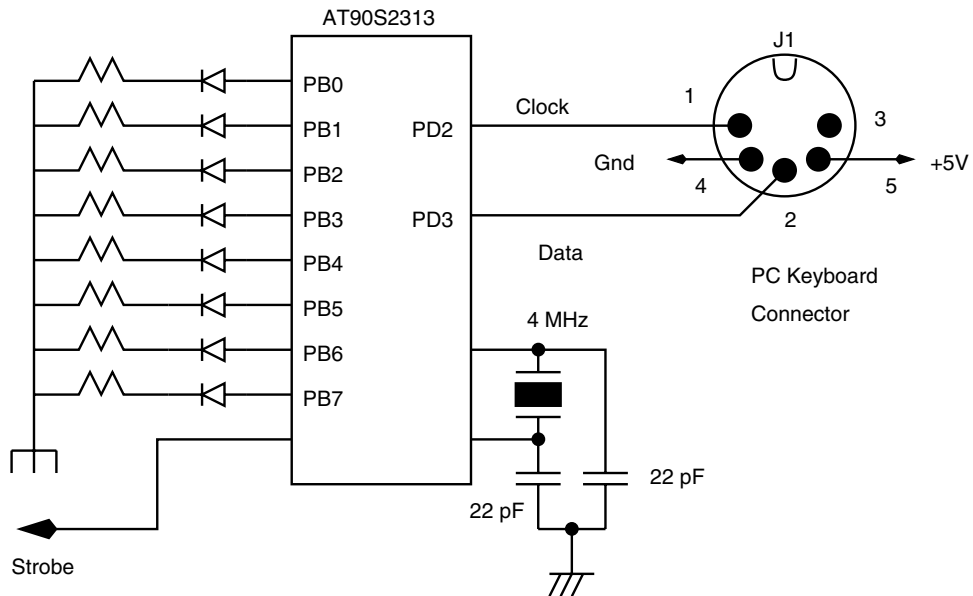 AT90S2313
J1
PB0
PB1
PB2
PB3
PB4
PB5
PB6
PB7
PD2
PD3
Clock
1
3
Gnd
4
5
+5V
2
Data
PC Keyboard
Connector
4 MHz
22 pF
22 pF
Strobe